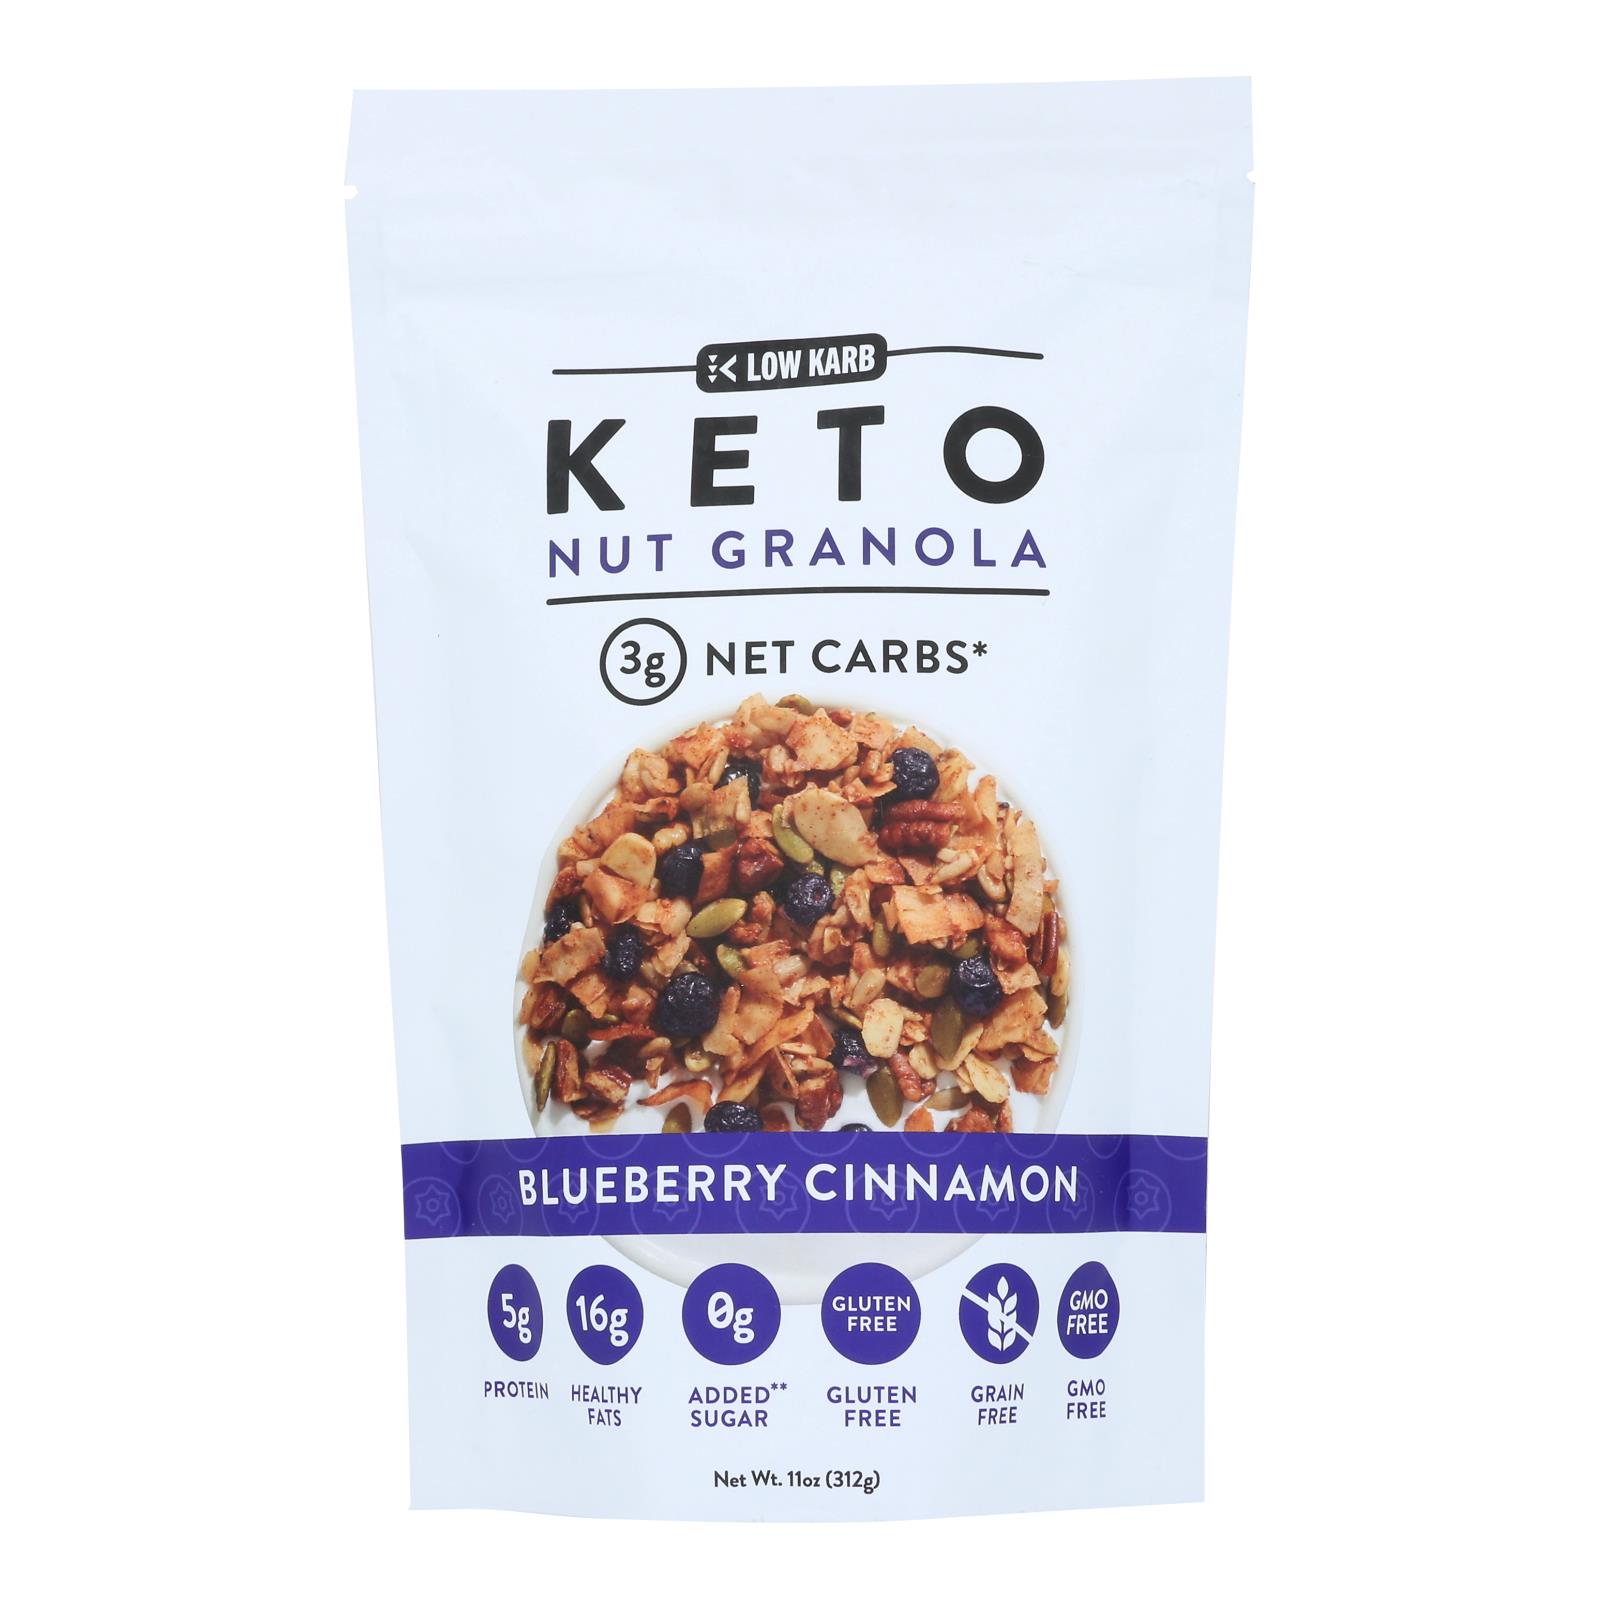 LOW KARB
KETO
NUT GRANOLA
3g NET CARBS*
BLUEBERRY CINNAMON
5g
PROTEIN
16g
HEALTHY
FATS
0g
ADDED**
SUGAR
GLUTEN
FREE
GLUTEN
FREE
GRAIN
FREE
GMO
FREE
GMO
FREE
Net Wt. 11oz (312g)